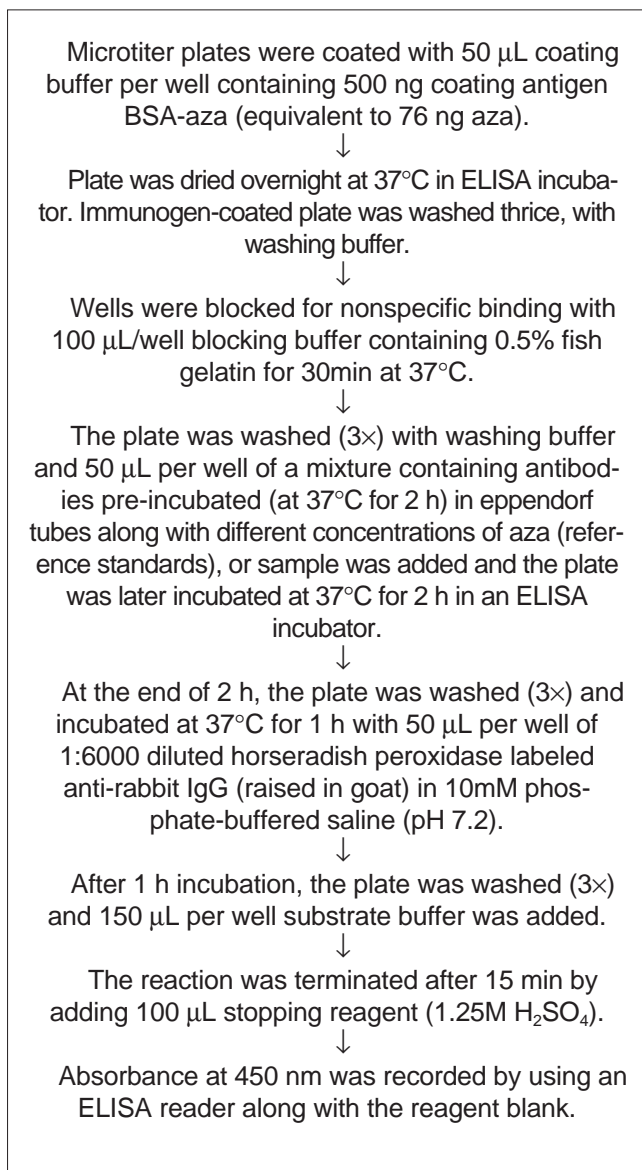 Microtiter plates were coated with 50 μL coating
buffer per well containing 500 ng coating antigen
BSA-aza (equivalent to 76 ng aza).
↓
Plate was dried overnight at 37°C in ELISA incuba-
tor. Immunogen-coated plate was washed thrice, with
washing buffer.
↓
Wells were blocked for nonspecific binding with
100 μL/well blocking buffer containing 0.5% fish
gelatin for 30min at 37°C.
↓
The plate was washed (3×) with washing buffer
and 50 μL per well of a mixture containing antibod-
ies pre-incubated (at 37°C for 2 h) in eppendorf
tubes along with different concentrations of aza (refer-
ence standards), or sample was added and the plate
was later incubated at 37°C for 2 h in an ELISA
incubator.
↓
At the end of 2 h, the plate was washed (3×) and
incubated at 37°C for 1 h with 50 μL per well of
1:6000 diluted horseradish peroxidase labeled
anti-rabbit IgG (raised in goat) in 10mM phos-
phate-buffered saline (pH 7.2).
↓
After 1 h incubation, the plate was washed (3×)
and 150 μL per well substrate buffer was added.
↓
The reaction was terminated after 15 min by
adding 100 μL stopping reagent (1.25M H₂SO₄).
↓
Absorbance at 450 nm was recorded by using an
ELISA reader along with the reagent blank.